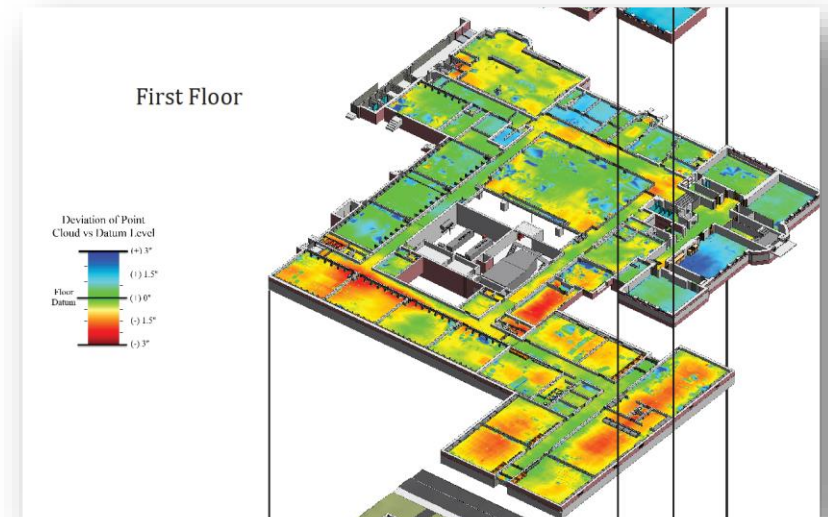 First Floor
Deviation of Point
Cloud vs Datum Level
(+) 3"
(+) 1.5"
Floor
Datum
(+) 0"
(-) 1.5"
(-) 3"